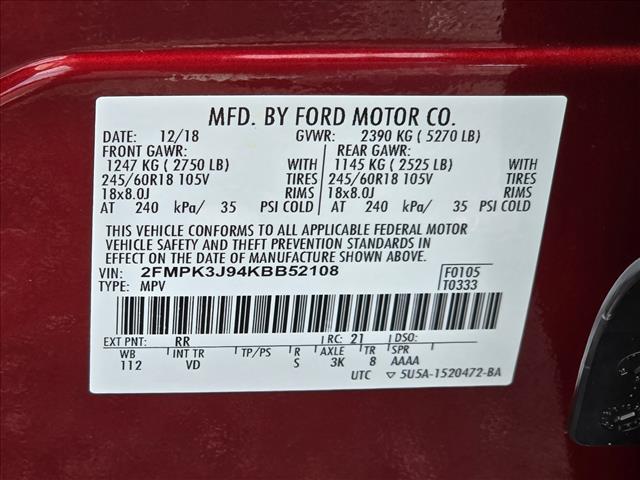 MFD. BY FORD MOTOR CO.
DATE: 12/18 GVWR: 2390 KG ( 5270 LB)
FRONT GAWR: REAR GAWR:
1247 KG ( 2750 LB) WITH 1145 KG ( 2525 LB) WITH
245/60R18 105V TIRES 245/60R18 105V TIRES
18x8.0J RIMS 18x8.0J RIMS
AT 240 kPa/ 35 PSI COLD AT 240 kPa/ 35 PSI COLD
THIS VEHICLE CONFORMS TO ALL APPLICABLE FEDERAL MOTOR
VEHICLE SAFETY AND THEFT PREVENTION STANDARDS IN
EFFECT ON THE DATE OF MANUFACTURE SHOWN ABOVE.
VIN: 2FMPK3J94KBB52108 F0105
TYPE: MPV T0333
EXT PNT: RR RC: 21 DSO:
WB INT TR TP/PS R AXLE TR SPR
112 VD S 3K 8 AAAA
UTC ▽ 5U5A-1520472-BA